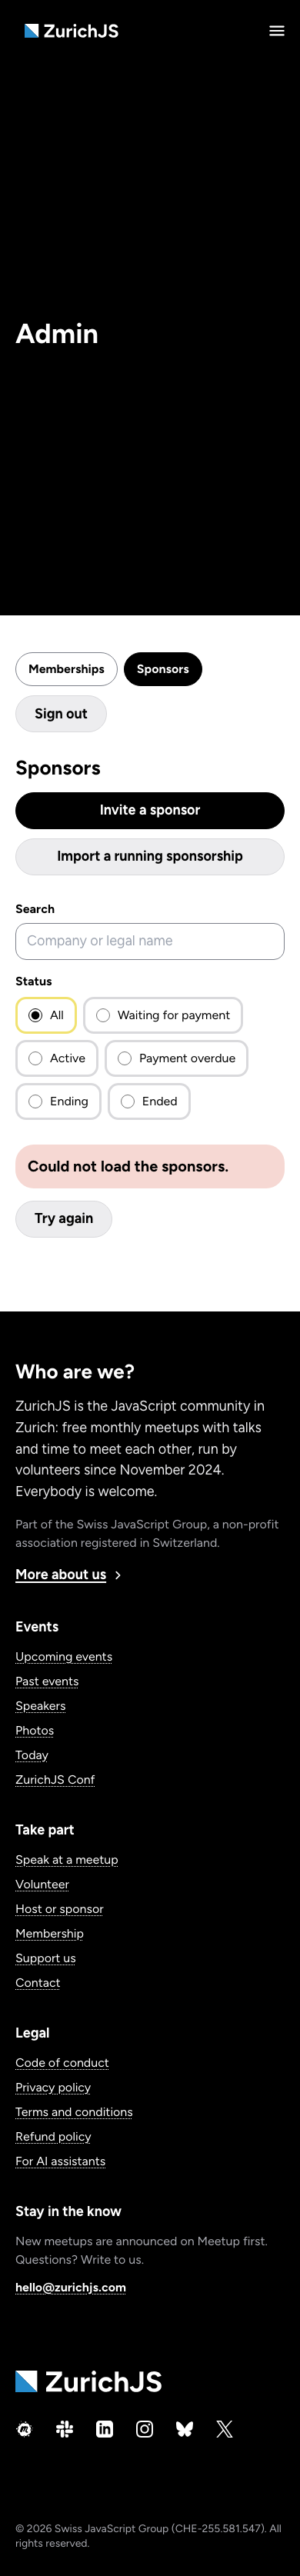 ZurichJS
Admin
Memberships
Sponsors
Sign out
Sponsors
Invite a sponsor
Import a running sponsorship
Search
Company or legal name
Status
All
Waiting for payment
Active
Payment overdue
Ending
Ended
Could not load the sponsors.
Try again
Who are we?
ZurichJS is the JavaScript community in
Zurich: free monthly meetups with talks
and time to meet each other, run by
volunteers since November 2024.
Everybody is welcome.
Part of the Swiss JavaScript Group, a non-profit
association registered in Switzerland.
More about us
Events
Upcoming events
Past events
Speakers
Photos
Today
ZurichJS Conf
Take part
Speak at a meetup
Volunteer
Host or sponsor
Membership
Support us
Contact
Legal
Code of conduct
Privacy policy
Terms and conditions
Refund policy
For AI assistants
Stay in the know
New meetups are announced on Meetup first.
Questions? Write to us.
hello@zurichjs.com
ZurichJS
© 2026 Swiss JavaScript Group (CHE-255.581.547). All
rights reserved.